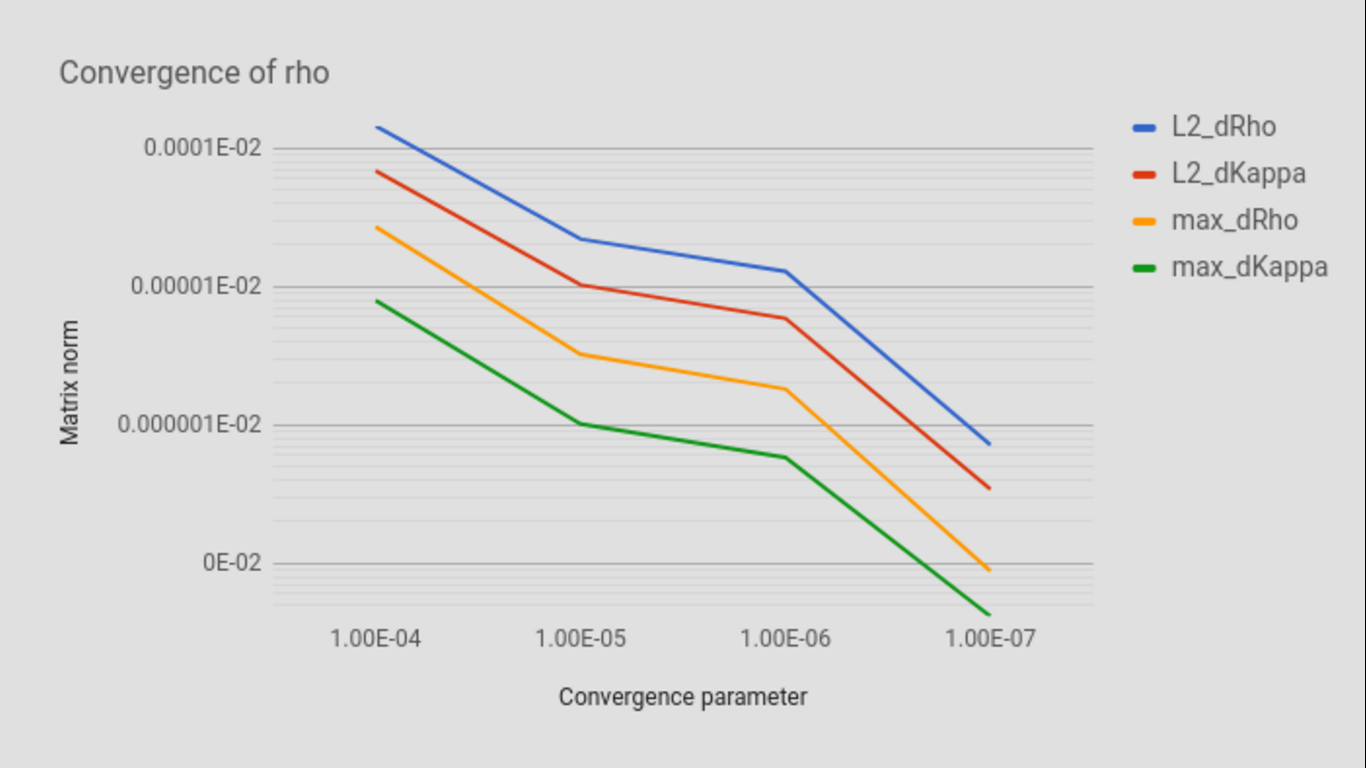 Convergence of rho
L2_dRho
L2_dKappa
max_dRho
max_dKappa
Matrix norm
0.0001E-02
0.00001E-02
0.000001E-02
0E-02
1.00E-04 1.00E-05 1.00E-06 1.00E-07
Convergence parameter